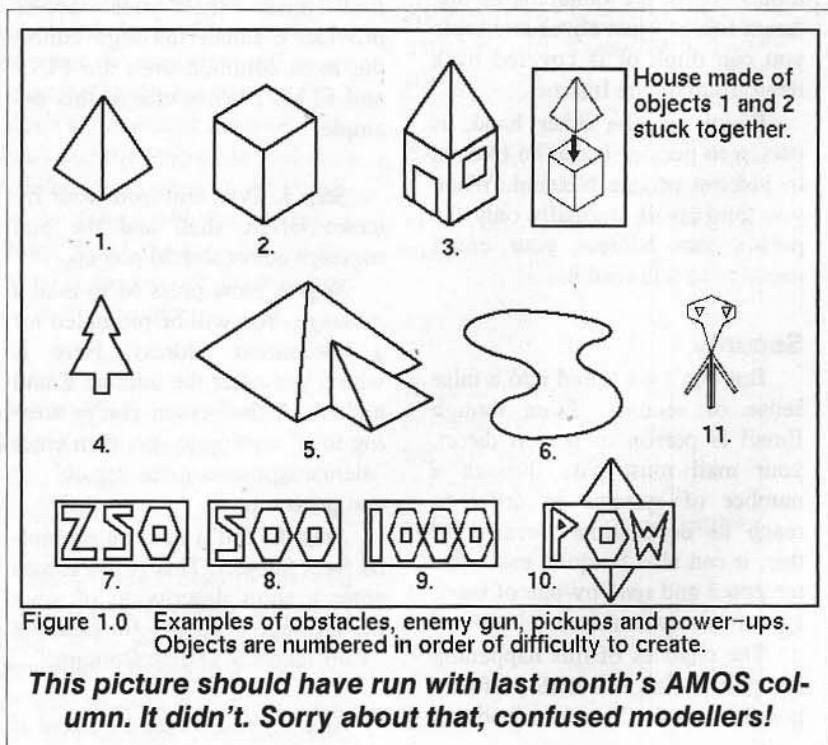 House made of
objects 1 and 2
stuck together.
1.
2.
3.
4.
5.
6.
11.
250
500
1000
POW
7.
8.
9.
10.
Figure 1.0 Examples of obstacles, enemy gun, pickups and power-ups.
Objects are numbered in order of difficulty to create.
This picture should have run with last month's AMOS col-
umn. It didn't. Sorry about that, confused modellers!